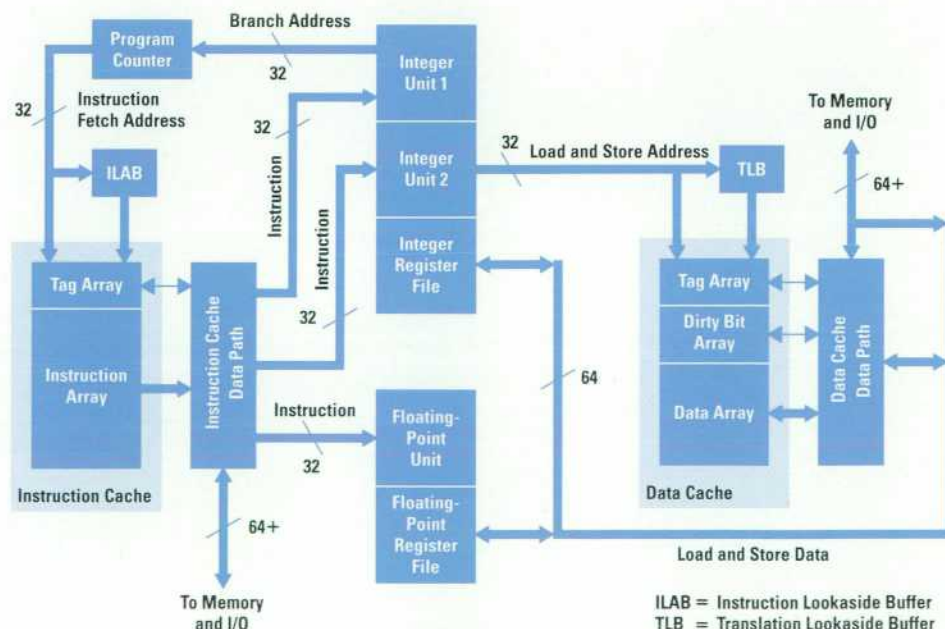 Branch Address
Program
Counter
32
Integer
Unit 1
32
Instruction
Fetch Address
32
To Memory
and I/O
ILAB
Instruction
Integer
Unit 2
32
Load and Store Address
TLB
64+
Instruction
Integer
Register
File
Tag Array
Instruction
Array
Instruction Cache
Instruction Cache
Data Path
32
Tag Array
Dirty Bit
Array
Data Array
Data Cache
Data Cache
Data Path
64
Instruction
32
Floating-
Point
Unit
Floating-
Point
Register
File
64+
To Memory
and I/O
Load and Store Data
ILAB = Instruction Lookaside Buffer
TLB = Translation Lookaside Buffer